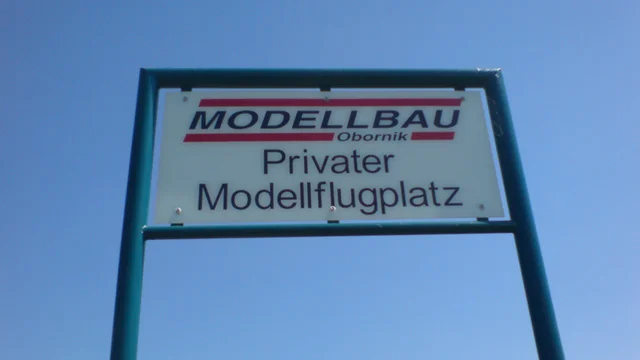 MODELLBAU
Obornik
Privater
Modellflugplatz